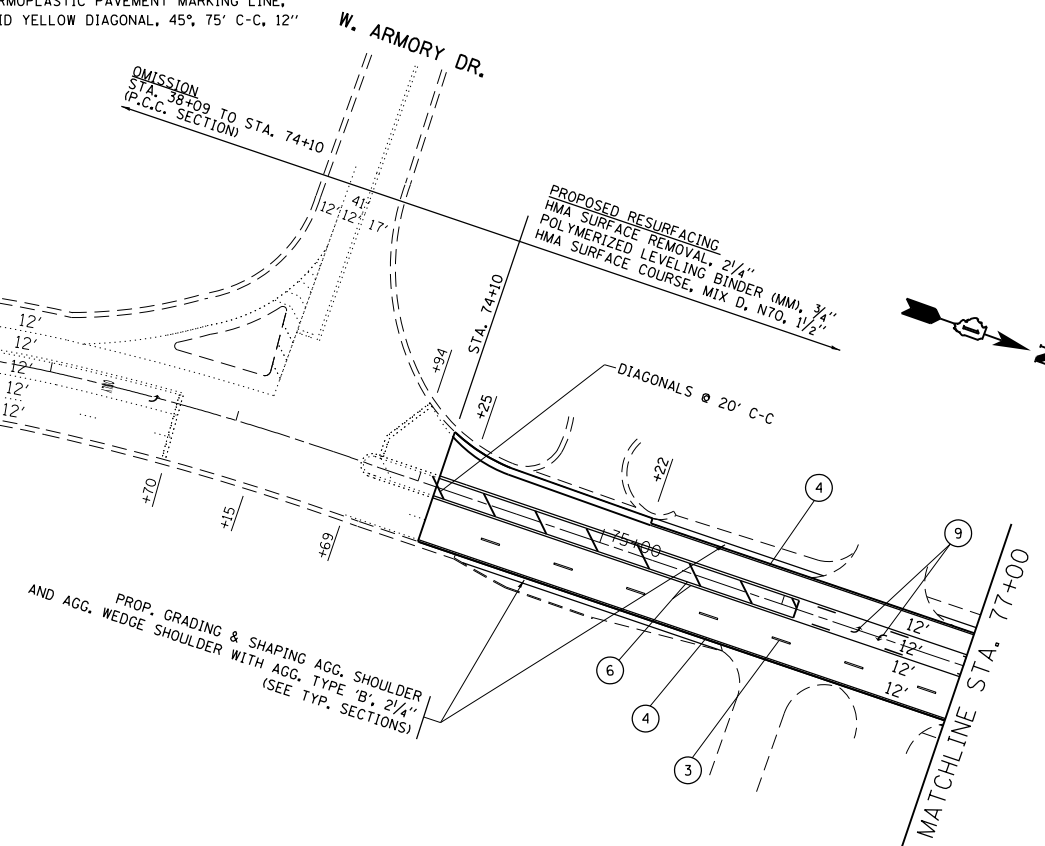 RMOPLASTIC PAVEMENT MARKING LINE,
ID YELLOW DIAGONAL, 45°, 75' C-C, 12"
W. ARMORY DR.
OMISSION
STA. 38+09 TO STA. 74+10
(P.C.C. SECTION)
41'
12' 12' 17'
PROPOSED RESURFACING
HMA SURFACE REMOVAL, 2¼"
POLYMERIZED LEVELING BINDER (MM), ¾"
HMA SURFACE COURSE, MIX D, N70, 1½"
STA. 74+10
+94
+25
DIAGONALS @ 20' C-C
+22
N
12'
12'
12'
12'
12'
+70
+15
+69
75+00
4
9
12'
12'
12'
12'
6
4
3
PROP. GRADING & SHAPING AGG. SHOULDER
AND AGG. WEDGE SHOULDER WITH AGG. TYPE 'B', 2¼"
(SEE TYP. SECTIONS)
MATCHLINE STA. 77+00